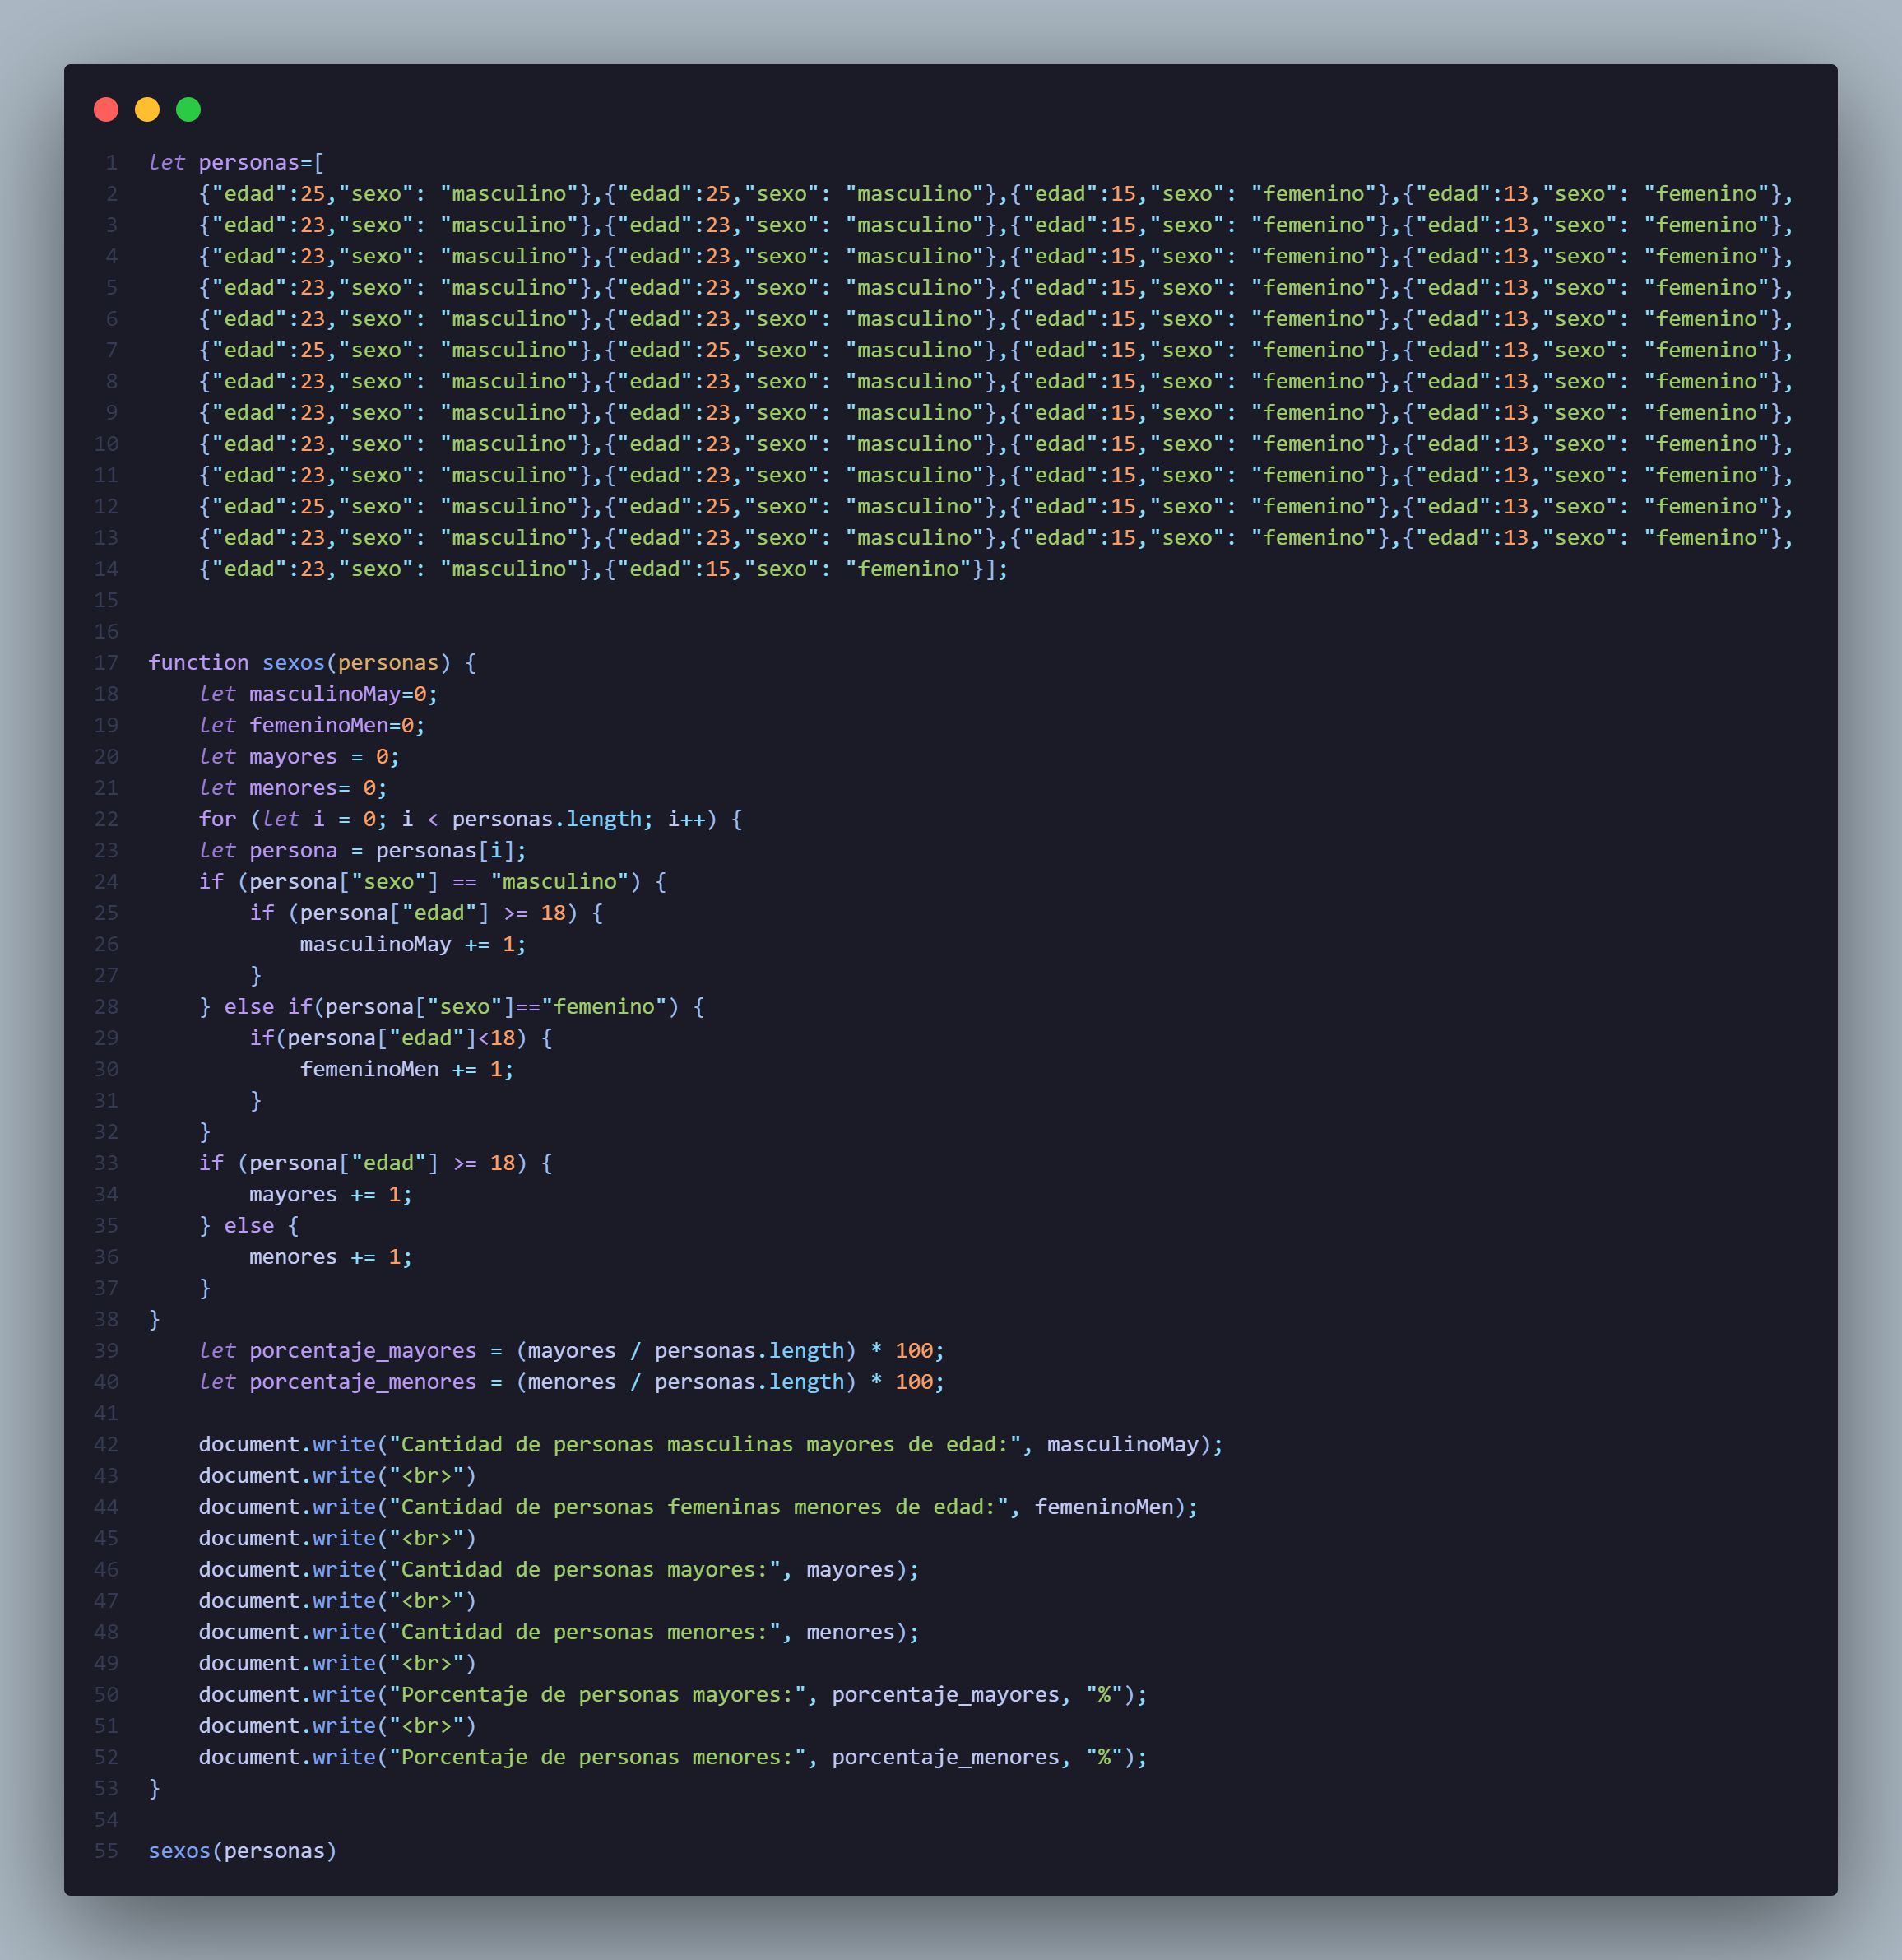 1 let personas=[
2 {"edad":25,"sexo": "masculino"},{"edad":25,"sexo": "masculino"},{"edad":15,"sexo": "femenino"},{"edad":13,"sexo": "femenino"},
3 {"edad":23,"sexo": "masculino"},{"edad":23,"sexo": "masculino"},{"edad":15,"sexo": "femenino"},{"edad":13,"sexo": "femenino"},
4 {"edad":23,"sexo": "masculino"},{"edad":23,"sexo": "masculino"},{"edad":15,"sexo": "femenino"},{"edad":13,"sexo": "femenino"},
5 {"edad":23,"sexo": "masculino"},{"edad":23,"sexo": "masculino"},{"edad":15,"sexo": "femenino"},{"edad":13,"sexo": "femenino"},
6 {"edad":23,"sexo": "masculino"},{"edad":23,"sexo": "masculino"},{"edad":15,"sexo": "femenino"},{"edad":13,"sexo": "femenino"},
7 {"edad":25,"sexo": "masculino"},{"edad":25,"sexo": "masculino"},{"edad":15,"sexo": "femenino"},{"edad":13,"sexo": "femenino"},
8 {"edad":23,"sexo": "masculino"},{"edad":23,"sexo": "masculino"},{"edad":15,"sexo": "femenino"},{"edad":13,"sexo": "femenino"},
9 {"edad":23,"sexo": "masculino"},{"edad":23,"sexo": "masculino"},{"edad":15,"sexo": "femenino"},{"edad":13,"sexo": "femenino"},
10 {"edad":23,"sexo": "masculino"},{"edad":23,"sexo": "masculino"},{"edad":15,"sexo": "femenino"},{"edad":13,"sexo": "femenino"},
11 {"edad":23,"sexo": "masculino"},{"edad":23,"sexo": "masculino"},{"edad":15,"sexo": "femenino"},{"edad":13,"sexo": "femenino"},
12 {"edad":25,"sexo": "masculino"},{"edad":25,"sexo": "masculino"},{"edad":15,"sexo": "femenino"},{"edad":13,"sexo": "femenino"},
13 {"edad":23,"sexo": "masculino"},{"edad":23,"sexo": "masculino"},{"edad":15,"sexo": "femenino"},{"edad":13,"sexo": "femenino"},
14 {"edad":23,"sexo": "masculino"},{"edad":15,"sexo": "femenino"}];
15
16
17 function sexos(personas) {
18 let masculinoMay=0;
19 let femeninoMen=0;
20 let mayores = 0;
21 let menores= 0;
22 for (let i = 0; i < personas.length; i++) {
23 let persona = personas[i];
24 if (persona["sexo"] == "masculino") {
25 if (persona["edad"] >= 18) {
26 masculinoMay += 1;
27 }
28 } else if(persona["sexo"]=="femenino") {
29 if(persona["edad"]<18) {
30 femeninoMen += 1;
31 }
32 }
33 if (persona["edad"] >= 18) {
34 mayores += 1;
35 } else {
36 menores += 1;
37 }
38 }
39 let porcentaje_mayores = (mayores / personas.length) * 100;
40 let porcentaje_menores = (menores / personas.length) * 100;
41
42 document.write("Cantidad de personas masculinas mayores de edad:", masculinoMay);
43 document.write("<br>")
44 document.write("Cantidad de personas femeninas menores de edad:", femeninoMen);
45 document.write("<br>")
46 document.write("Cantidad de personas mayores:", mayores);
47 document.write("<br>")
48 document.write("Cantidad de personas menores:", menores);
49 document.write("<br>")
50 document.write("Porcentaje de personas mayores:", porcentaje_mayores, "%");
51 document.write("<br>")
52 document.write("Porcentaje de personas menores:", porcentaje_menores, "%");
53 }
54
55 sexos(personas)